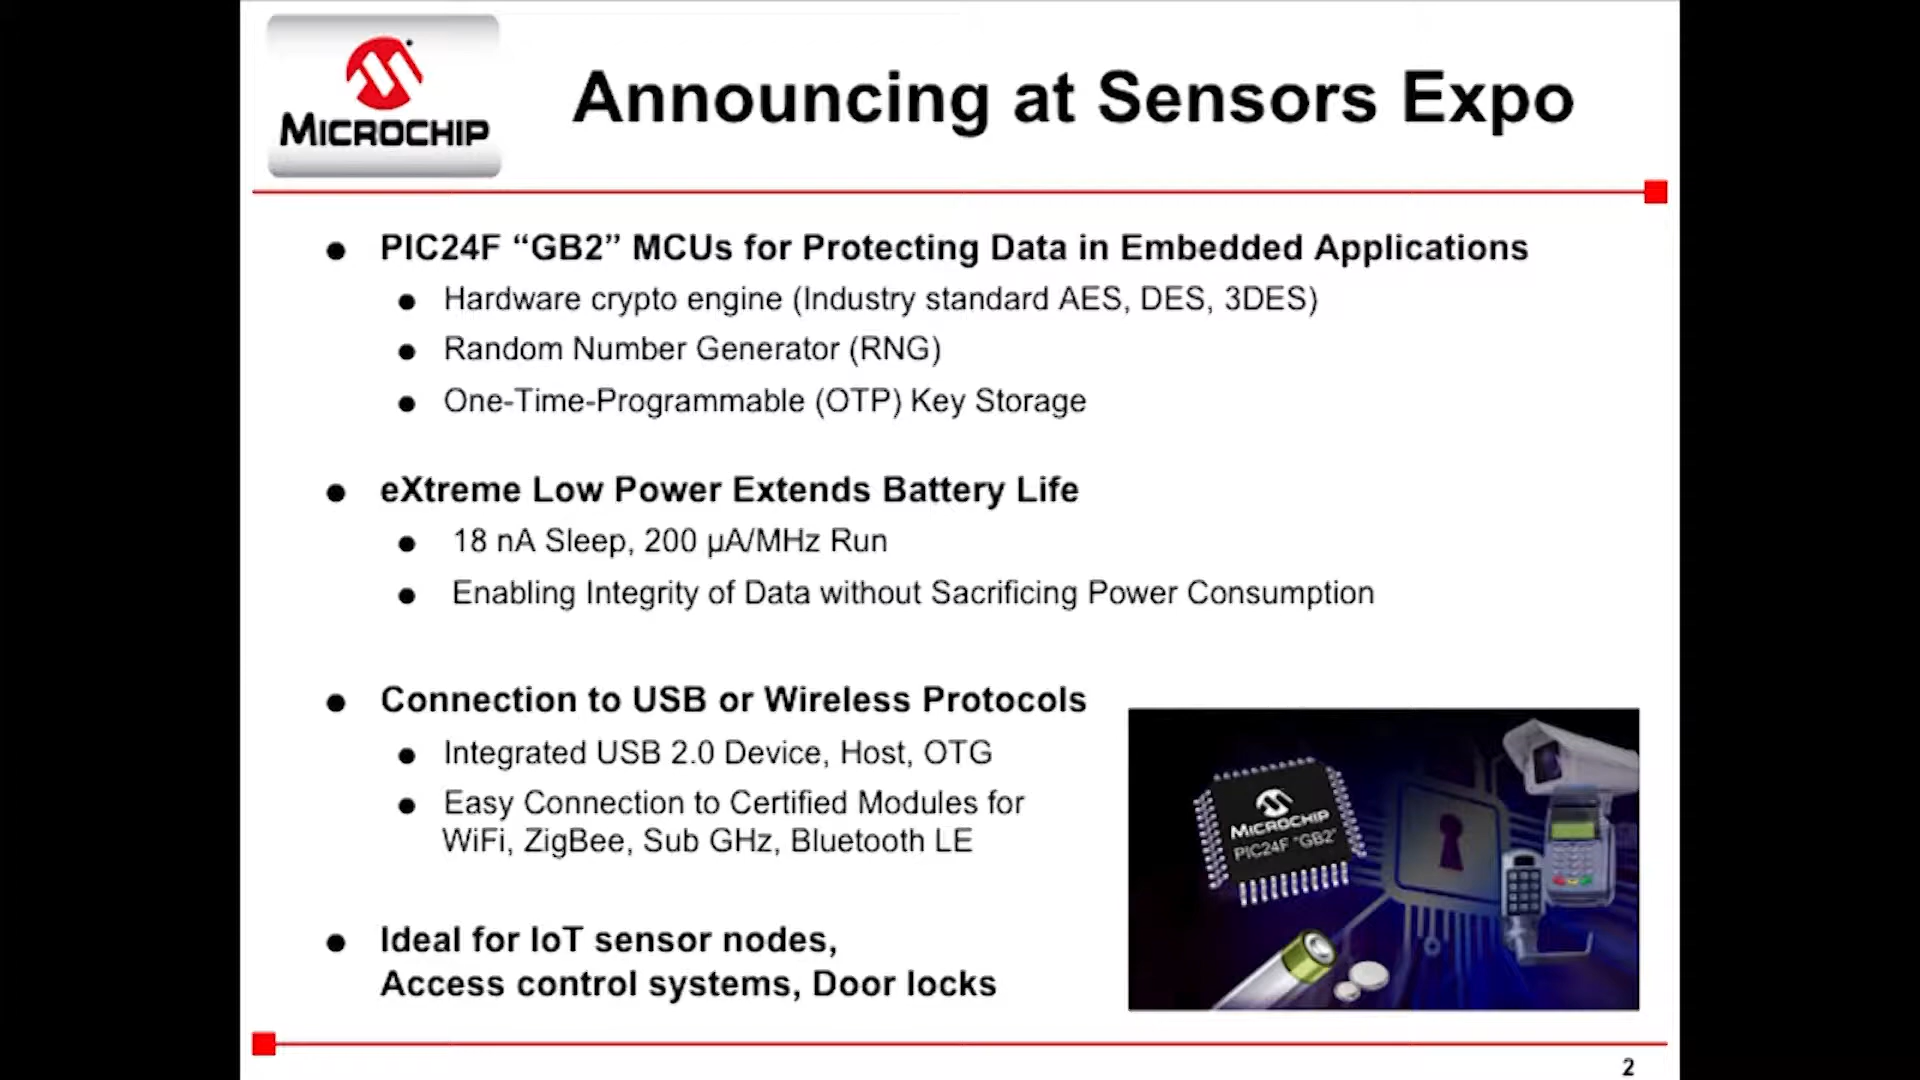 MICROCHIP
Announcing at Sensors Expo
● PIC24F “GB2” MCUs for Protecting Data in Embedded Applications
● Hardware crypto engine (Industry standard AES, DES, 3DES)
● Random Number Generator (RNG)
● One-Time-Programmable (OTP) Key Storage
● eXtreme Low Power Extends Battery Life
● 18 nA Sleep, 200 µA/MHz Run
● Enabling Integrity of Data without Sacrificing Power Consumption
● Connection to USB or Wireless Protocols
● Integrated USB 2.0 Device, Host, OTG
● Easy Connection to Certified Modules for
WiFi, ZigBee, Sub GHz, Bluetooth LE
● Ideal for IoT sensor nodes,
Access control systems, Door locks
MICROCHIP
PIC24F “GB2”
2